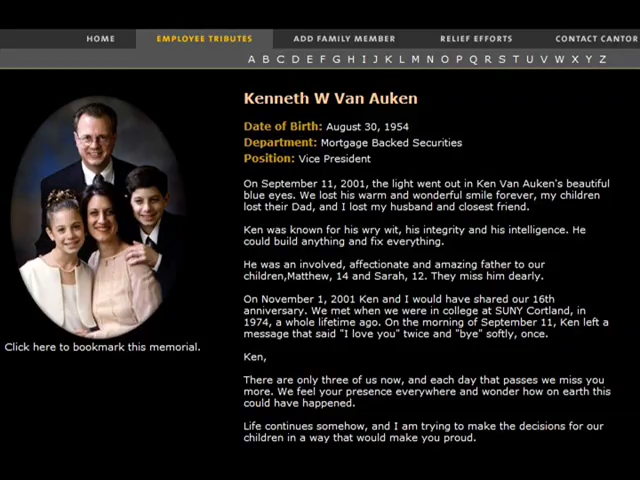 HOME EMPLOYEE TRIBUTES ADD FAMILY MEMBER RELIEF EFFORTS CONTACT CANTOR
A B C D E F G H I J K L M N O P Q R S T U V W X Y Z
Kenneth W Van Auken
Date of Birth: August 30, 1954
Department: Mortgage Backed Securities
Position: Vice President
On September 11, 2001, the light went out in Ken Van Auken's beautiful
blue eyes. We lost his warm and wonderful smile forever, my children
lost their Dad, and I lost my husband and closest friend.
Ken was known for his wry wit, his integrity and his intelligence. He
could build anything and fix everything.
He was an involved, affectionate and amazing father to our
children,Matthew, 14 and Sarah, 12. They miss him dearly.
On November 1, 2001 Ken and I would have shared our 16th
anniversary. We met when we were in college at SUNY Cortland, in
1974, a whole lifetime ago. On the morning of September 11, Ken left a
message that said "I love you" twice and "bye" softly, once.
Click here to bookmark this memorial.
Ken,
There are only three of us now, and each day that passes we miss you
more. We feel your presence everywhere and wonder how on earth this
could have happened.
Life continues somehow, and I am trying to make the decisions for our
children in a way that would make you proud.